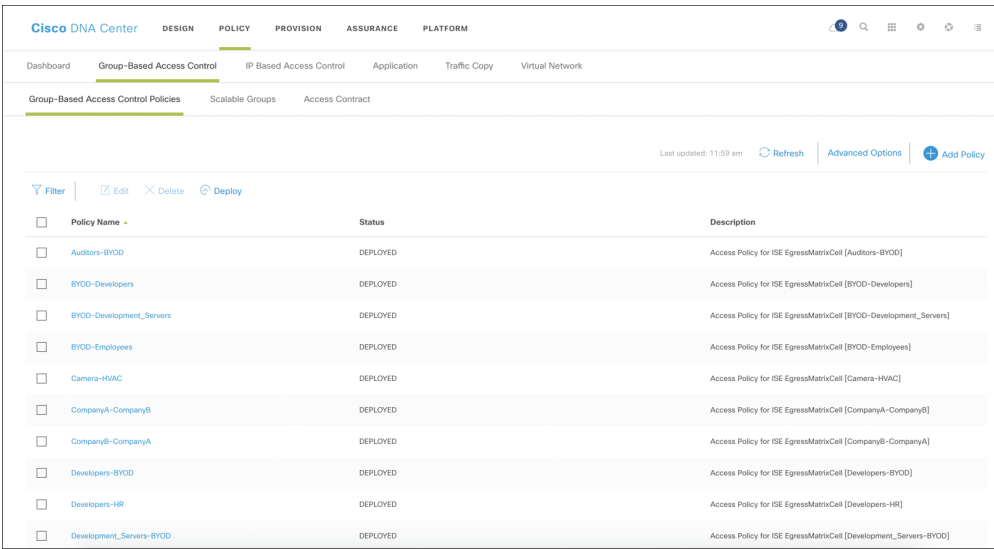 Cisco DNA Center DESIGN POLICY PROVISION ASSURANCE PLATFORM 9
Dashboard Group-Based Access Control IP Based Access Control Application Traffic Copy Virtual Network
Group-Based Access Control Policies Scalable Groups Access Contract
Last updated: 11:59 am Refresh Advanced Options Add Policy
Filter Edit Delete Deploy
Policy Name Status Description
Auditors-BYOD DEPLOYED Access Policy for ISE EgressMatrixCell [Auditors-BYOD]
BYOD-Developers DEPLOYED Access Policy for ISE EgressMatrixCell [BYOD-Developers]
BYOD-Development_Servers DEPLOYED Access Policy for ISE EgressMatrixCell [BYOD-Development_Servers]
BYOD-Employees DEPLOYED Access Policy for ISE EgressMatrixCell [BYOD-Employees]
Camera-HVAC DEPLOYED Access Policy for ISE EgressMatrixCell [Camera-HVAC]
CompanyA-CompanyB DEPLOYED Access Policy for ISE EgressMatrixCell [CompanyA-CompanyB]
CompanyB-CompanyA DEPLOYED Access Policy for ISE EgressMatrixCell [CompanyB-CompanyA]
Developers-BYOD DEPLOYED Access Policy for ISE EgressMatrixCell [Developers-BYOD]
Developers-HR DEPLOYED Access Policy for ISE EgressMatrixCell [Developers-HR]
Development_Servers-BYOD DEPLOYED Access Policy for ISE EgressMatrixCell [Development_Servers-BYOD]